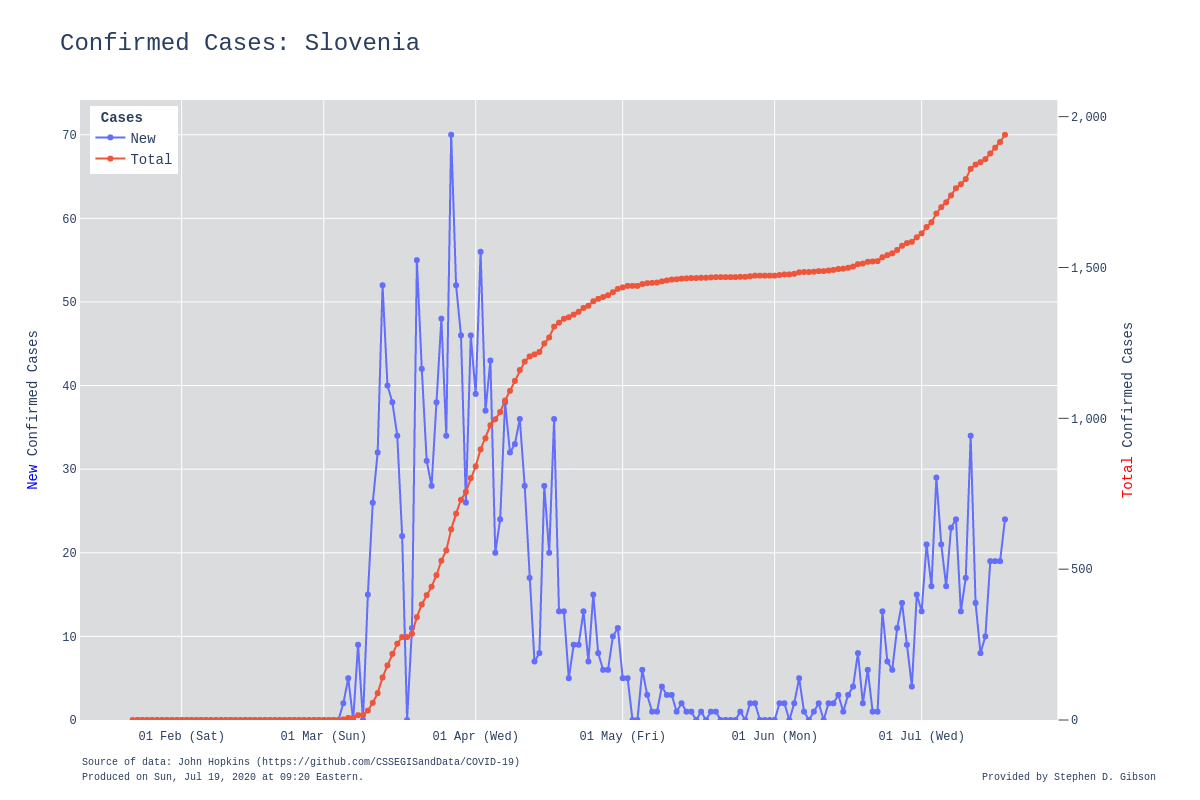 Confirmed Cases: Slovenia
Cases
New
Total
70
60
50
40
30
20
10
0
2,000
1,500
1,000
500
0
New Confirmed Cases
Total Confirmed Cases
01 Feb (Sat)
01 Mar (Sun)
01 Apr (Wed)
01 May (Fri)
01 Jun (Mon)
01 Jul (Wed)
Source of data: John Hopkins (https://github.com/CSSEGISandData/COVID-19)
Produced on Sun, Jul 19, 2020 at 09:20 Eastern.
Provided by Stephen D. Gibson